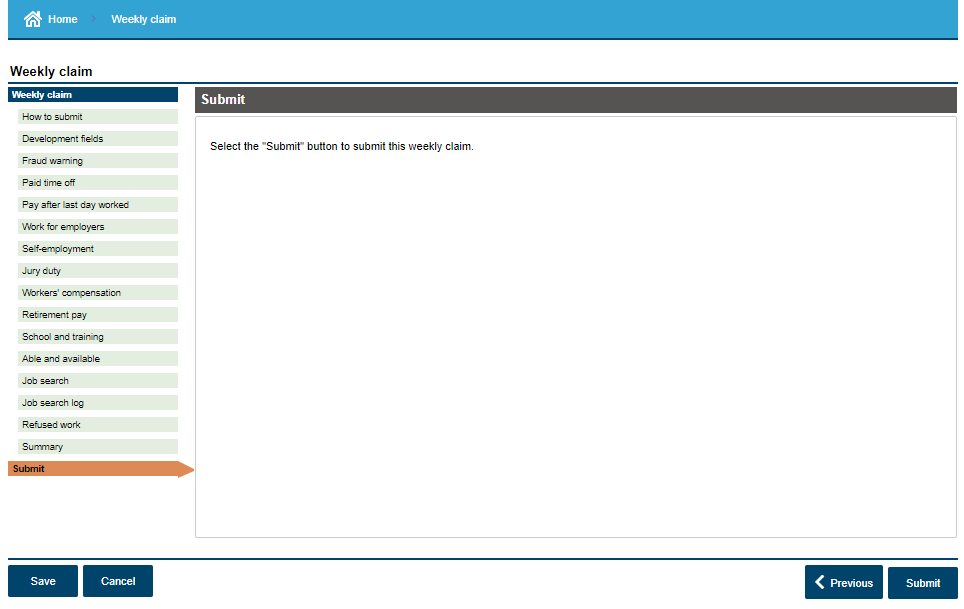 Home Weekly claim
Weekly claim
Weekly claim
How to submit
Development fields
Fraud warning
Paid time off
Pay after last day worked
Work for employers
Self-employment
Jury duty
Workers' compensation
Retirement pay
School and training
Able and available
Job search
Job search log
Refused work
Summary
Submit
Submit
Select the "Submit" button to submit this weekly claim.
Save Cancel Previous Submit